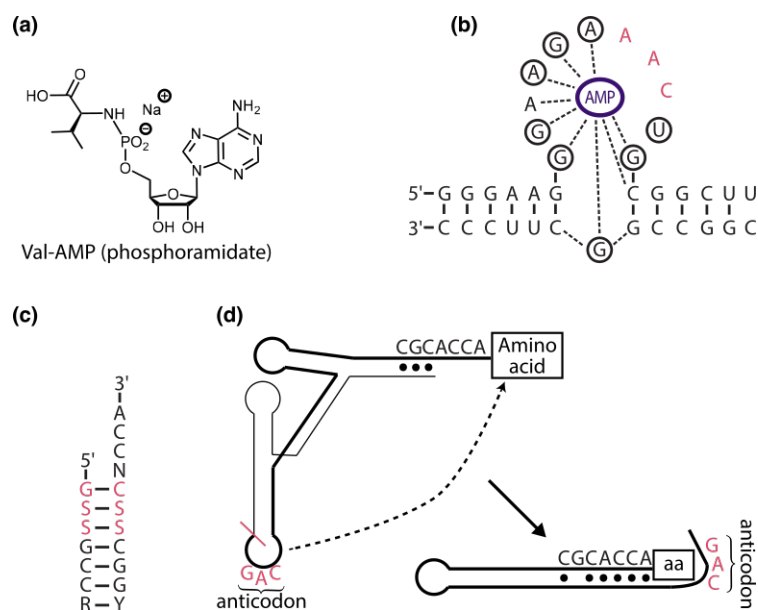 (a)
O
HO
NH
Na ⊕
⊖
PO2
O
NH2
N
N
N
N
O
OH OH
Val-AMP (phosphoramidate)
(b)
A
G
A
A
A
A
C
G
U
AMP
G
G
5'- G G G A A G
C G G C U U
3'- C C C U U C
G
G C C G G C
(c)
3'
A
C
C
N
5'
G C
S S
S S
G C
C G
C G
R Y
(d)
CGCACCA
Amino
acid
GAC
anticodon
CGCACCA
aa
GAC
anticodon